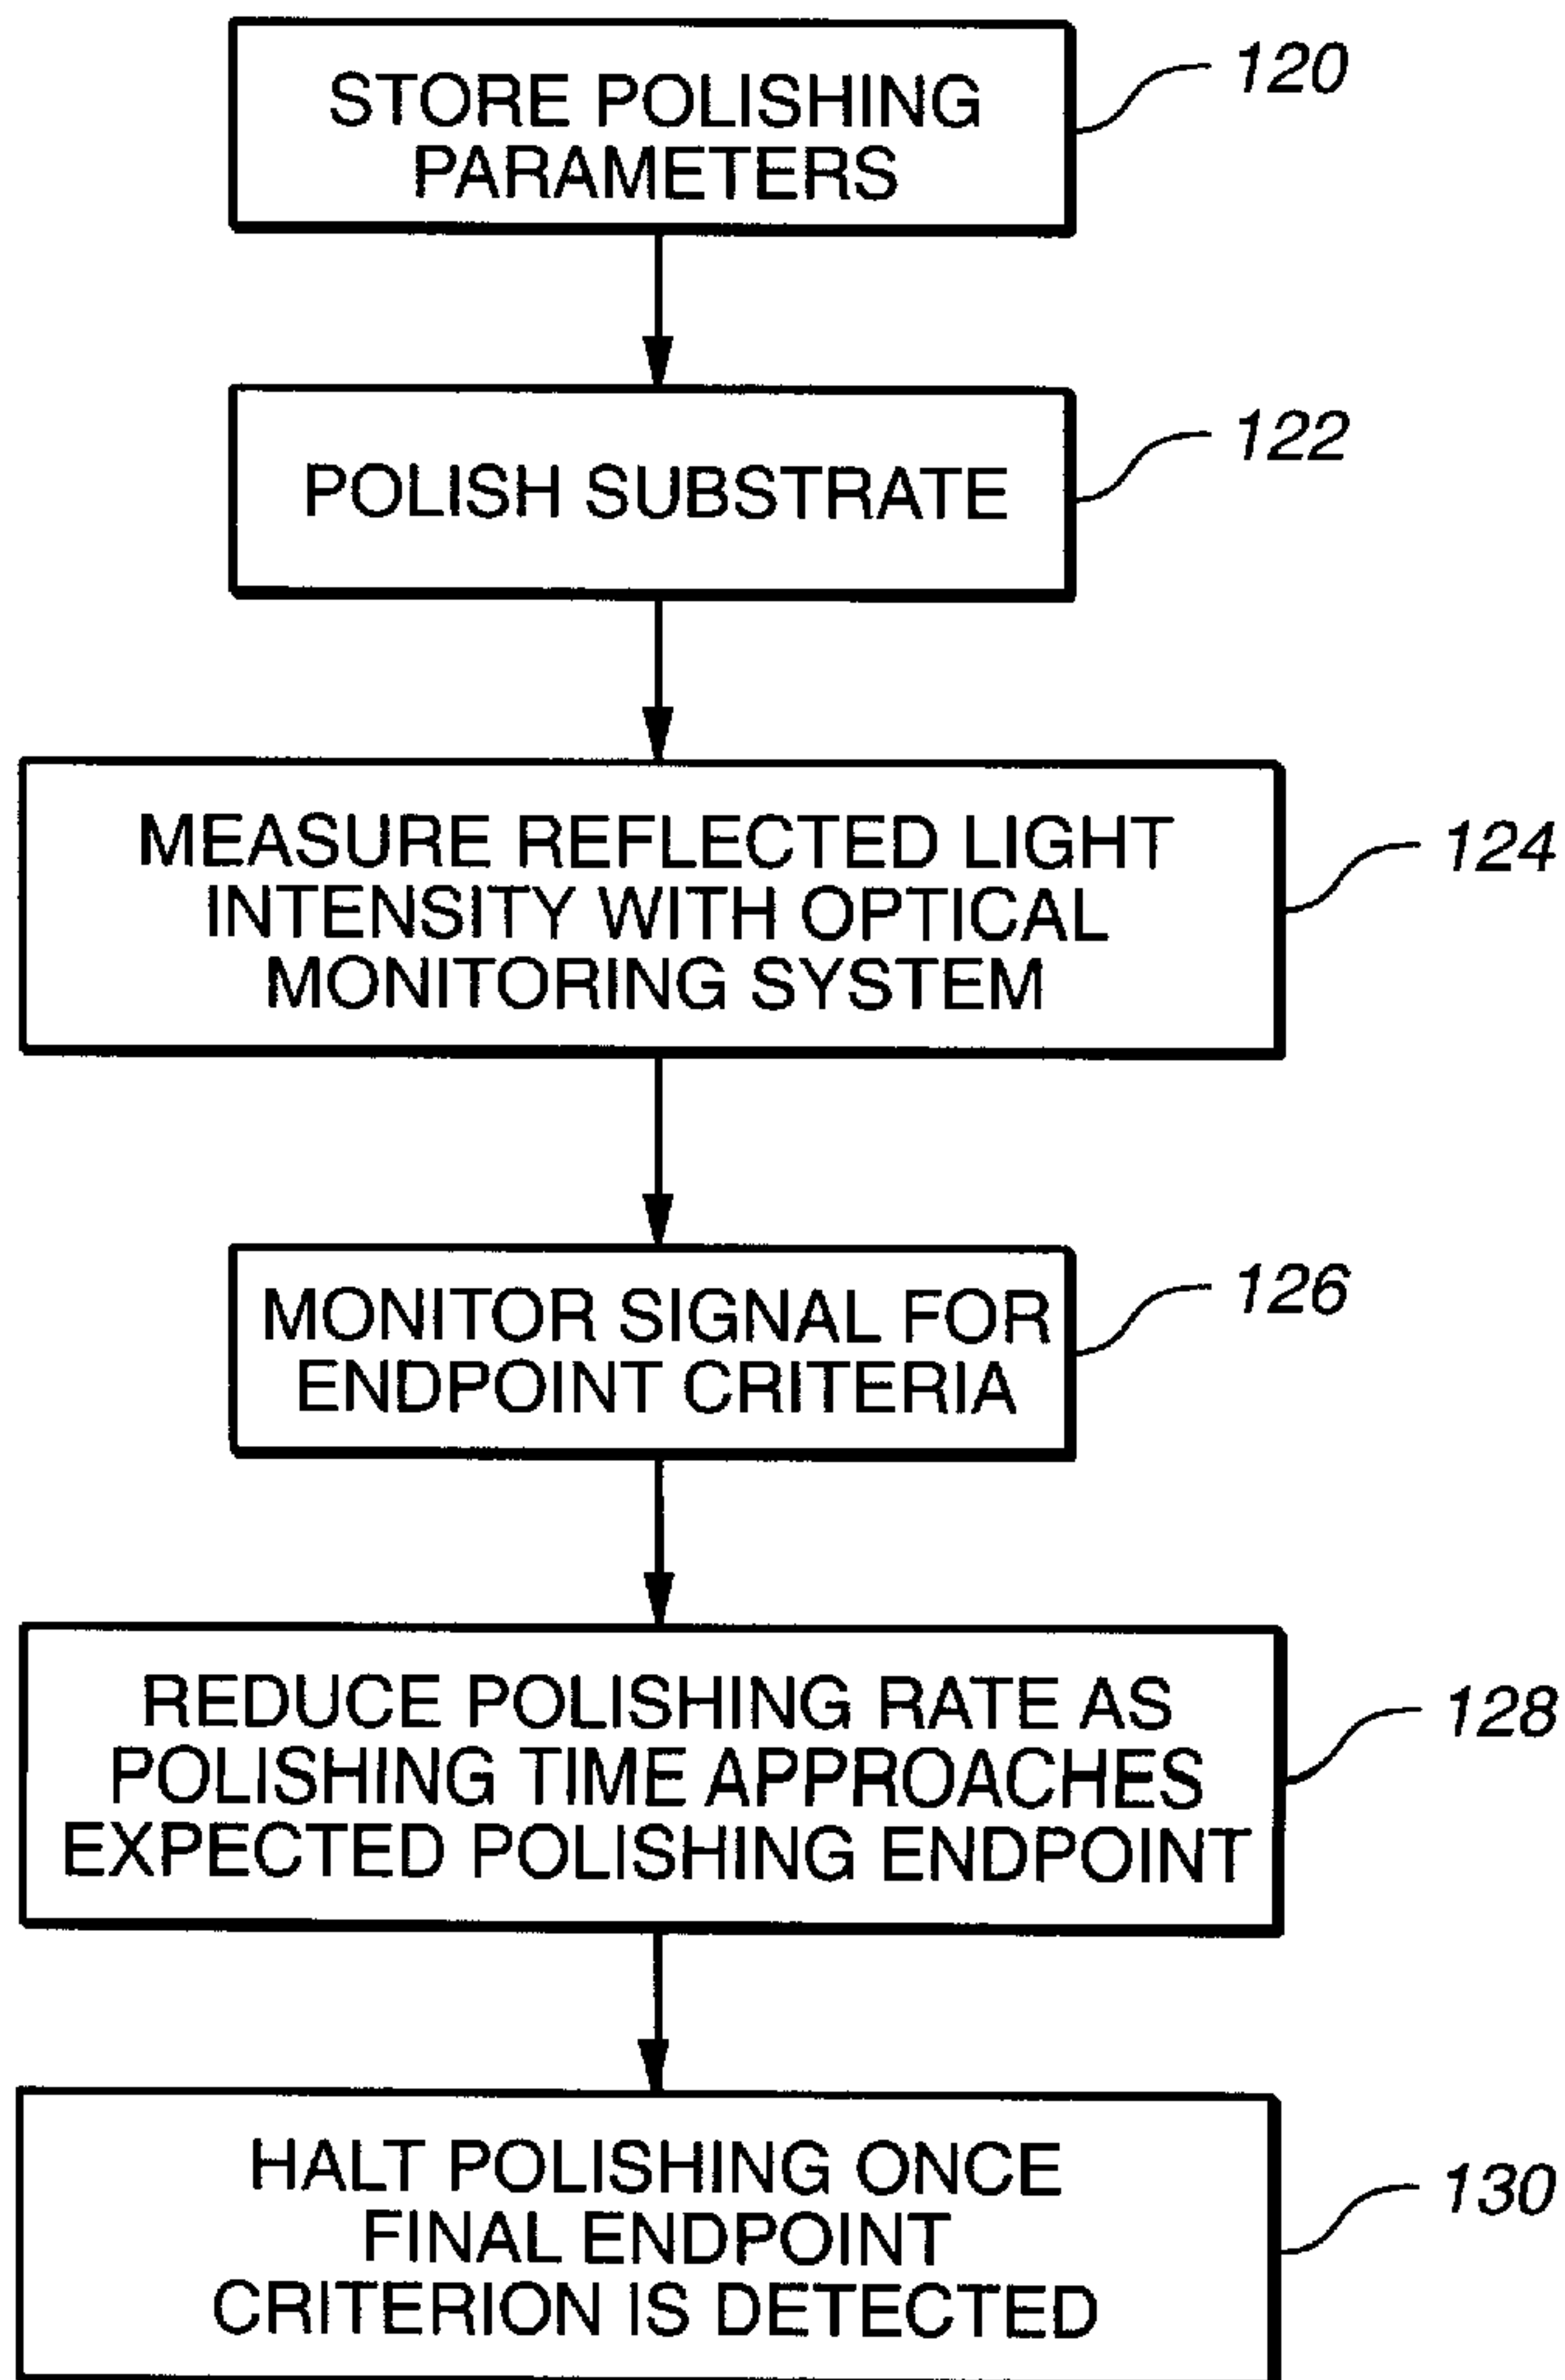 STORE POLISHING
PARAMETERS
120
POLISH SUBSTRATE
122
MEASURE REFLECTED LIGHT
INTENSITY WITH OPTICAL
MONITORING SYSTEM
124
MONITOR SIGNAL FOR
ENDPOINT CRITERIA
126
REDUCE POLISHING RATE AS
POLISHING TIME APPROACHES
EXPECTED POLISHING ENDPOINT
128
HALT POLISHING ONCE
FINAL ENDPOINT
CRITERION IS DETECTED
130